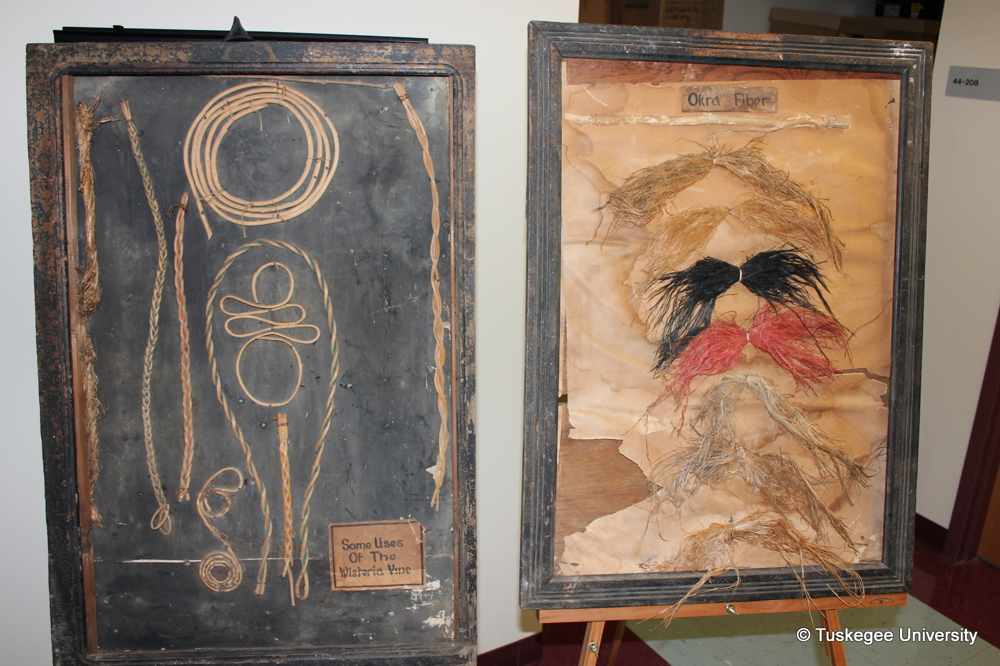 Some Uses
Of The
Wisteria Vine
Okra Fiber
44-208
© Tuskegee University